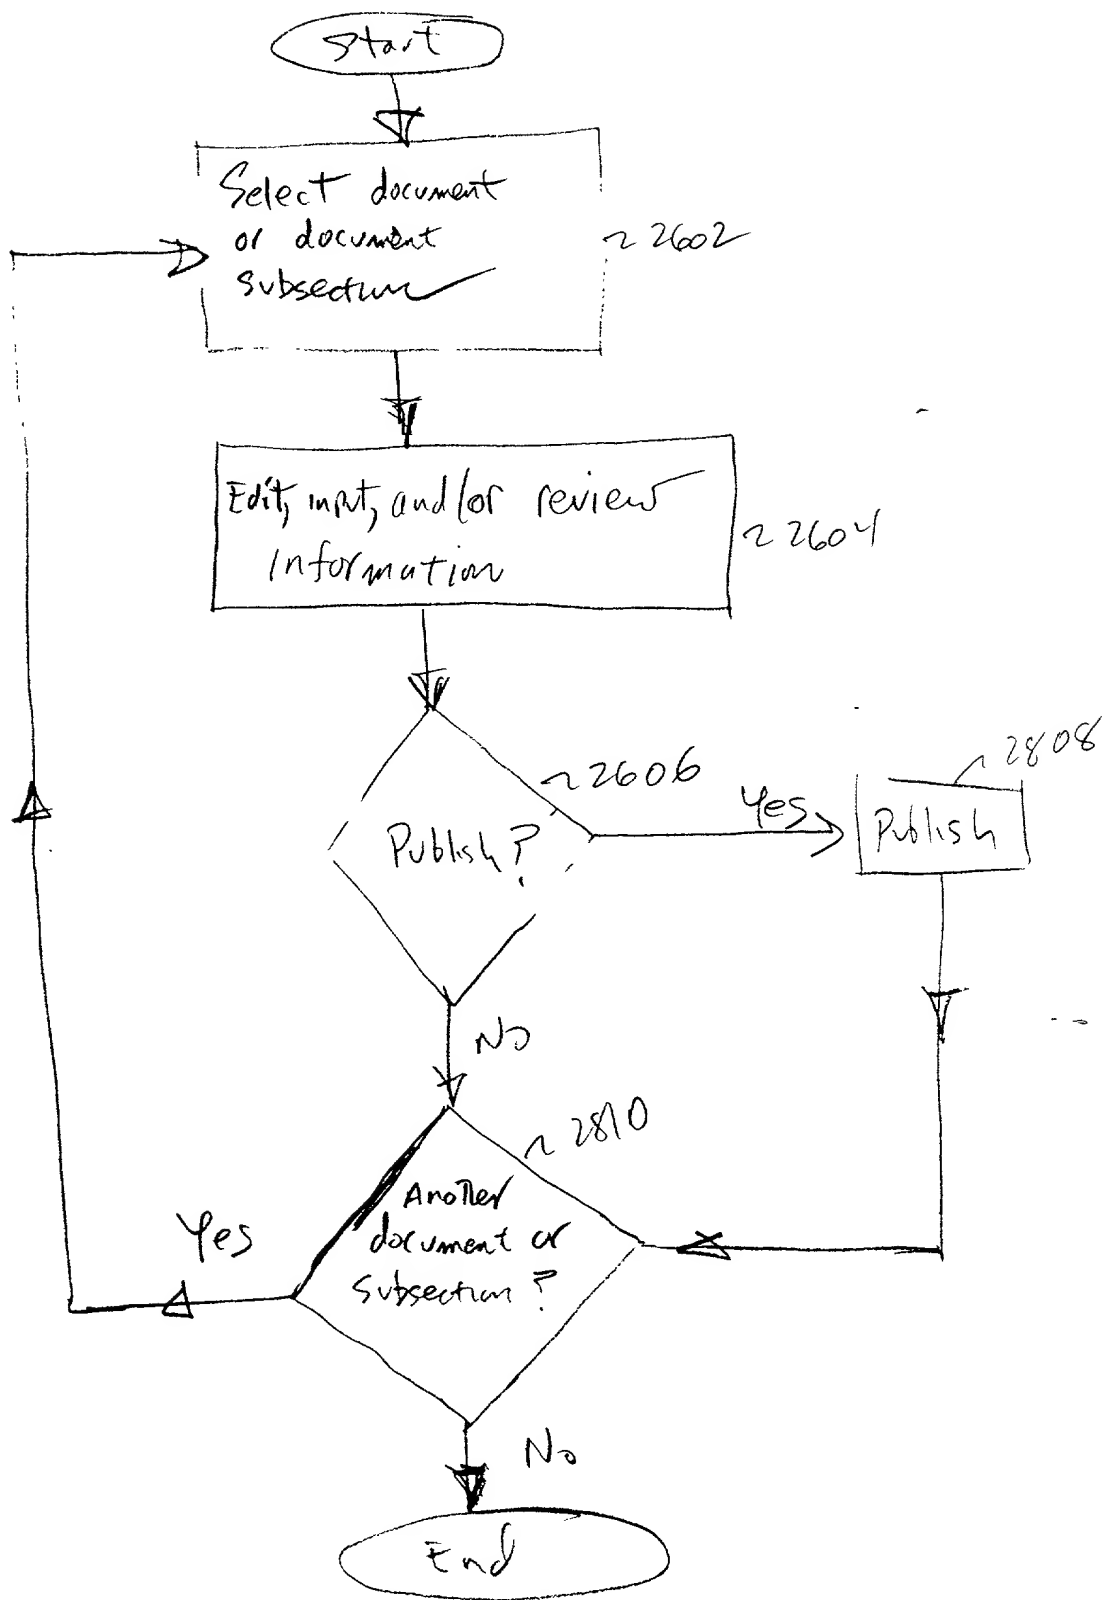 Start
Select document
or document
subsection
2602
Edit, input, and/or review
information
2604
2606
Publish?
Yes
2808
Publish
No
2810
Another
document or
subsection?
Yes
No
End